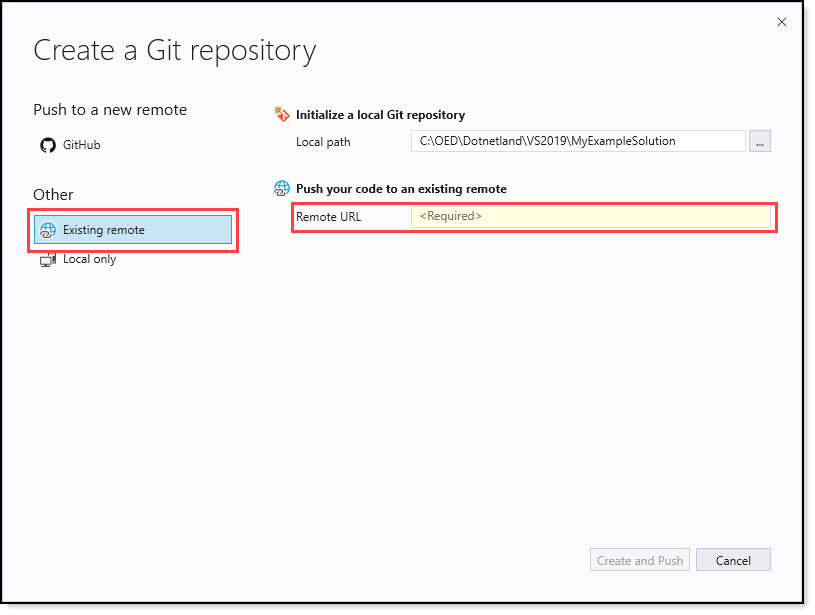 Create a Git repository
Push to a new remote
GitHub
Other
Existing remote
Local only
Initialize a local Git repository
Local path C:\OED\Dotnetland\VS2019\MyExampleSolution ...
Push your code to an existing remote
Remote URL <Required>
Create and Push Cancel